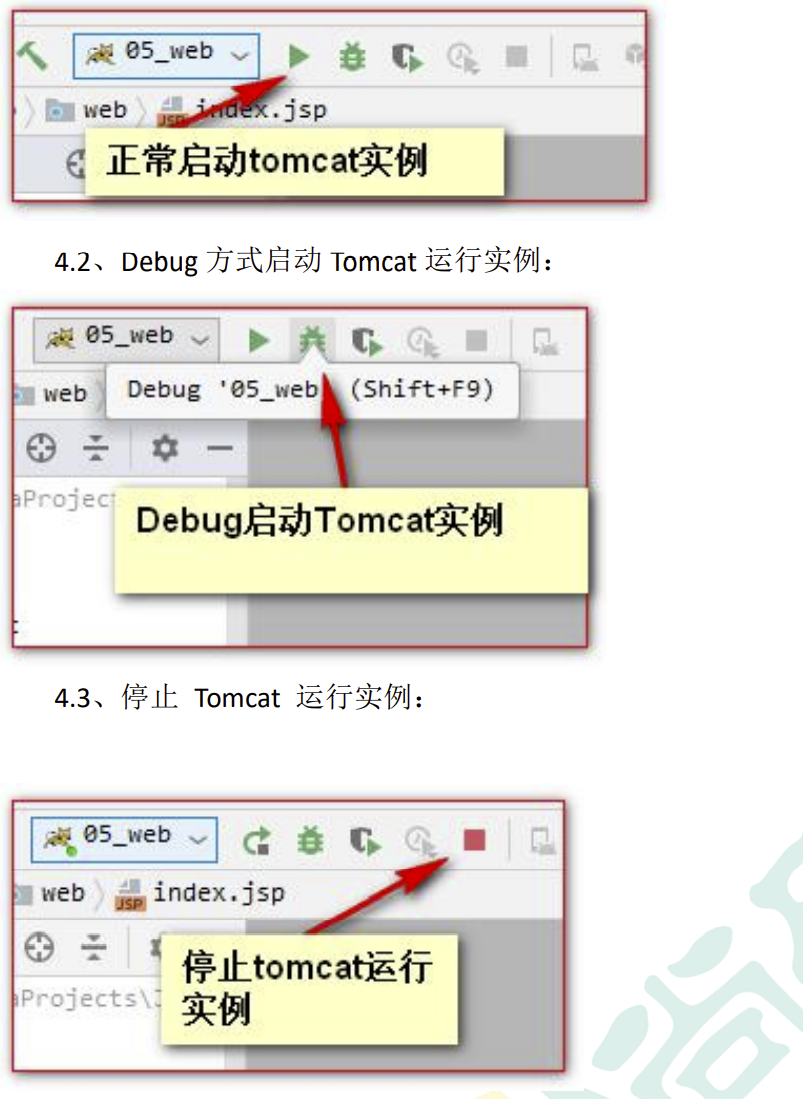 05_web
web index.jsp
正常启动tomcat实例
4.2、Debug 方式启动 Tomcat 运行实例：
05_web
web
Debug '05_web' (Shift+F9)
aProjec
Debug启动Tomcat实例
4.3、停止 Tomcat 运行实例：
05_web
web JSP index.jsp
停止tomcat运行
aProjects\
实例
尚